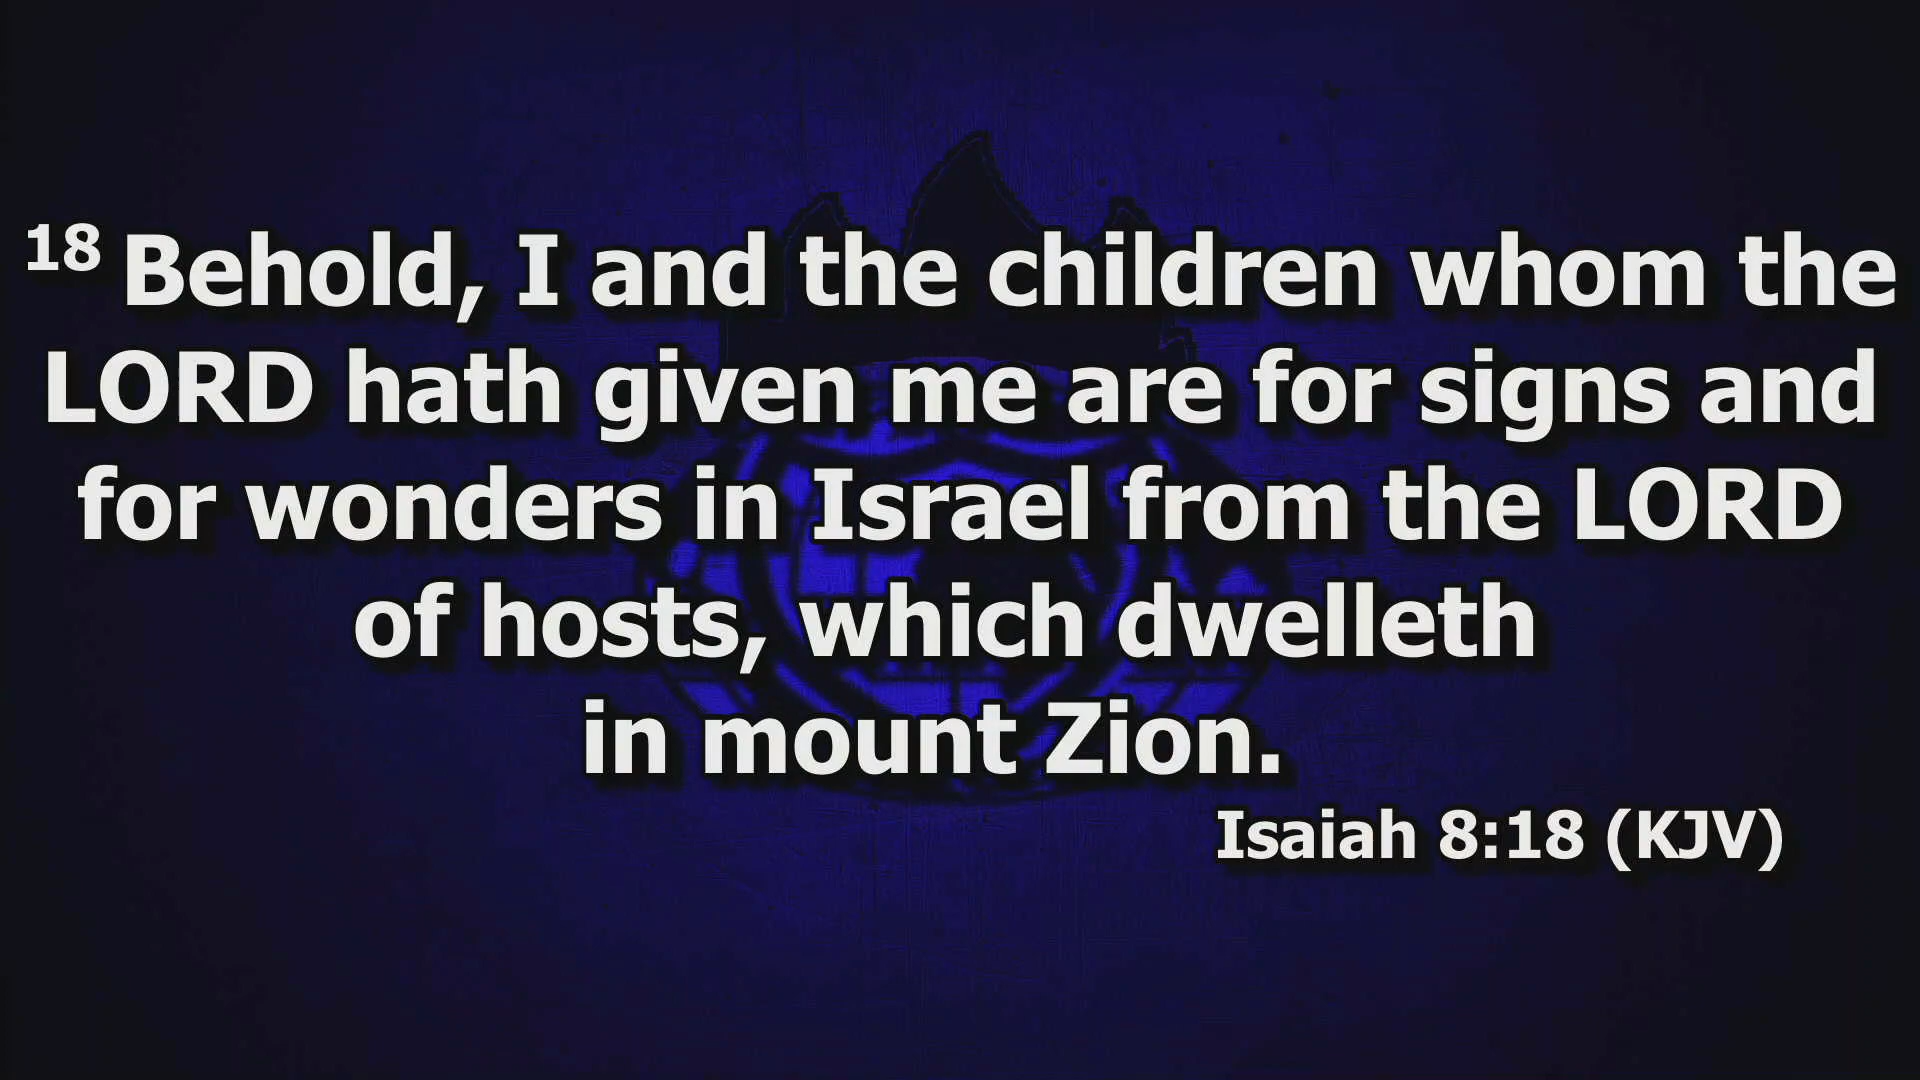 18 Behold, I and the children whom the
LORD hath given me are for signs and
for wonders in Israel from the LORD
of hosts, which dwelleth
in mount Zion.
Isaiah 8:18 (KJV)